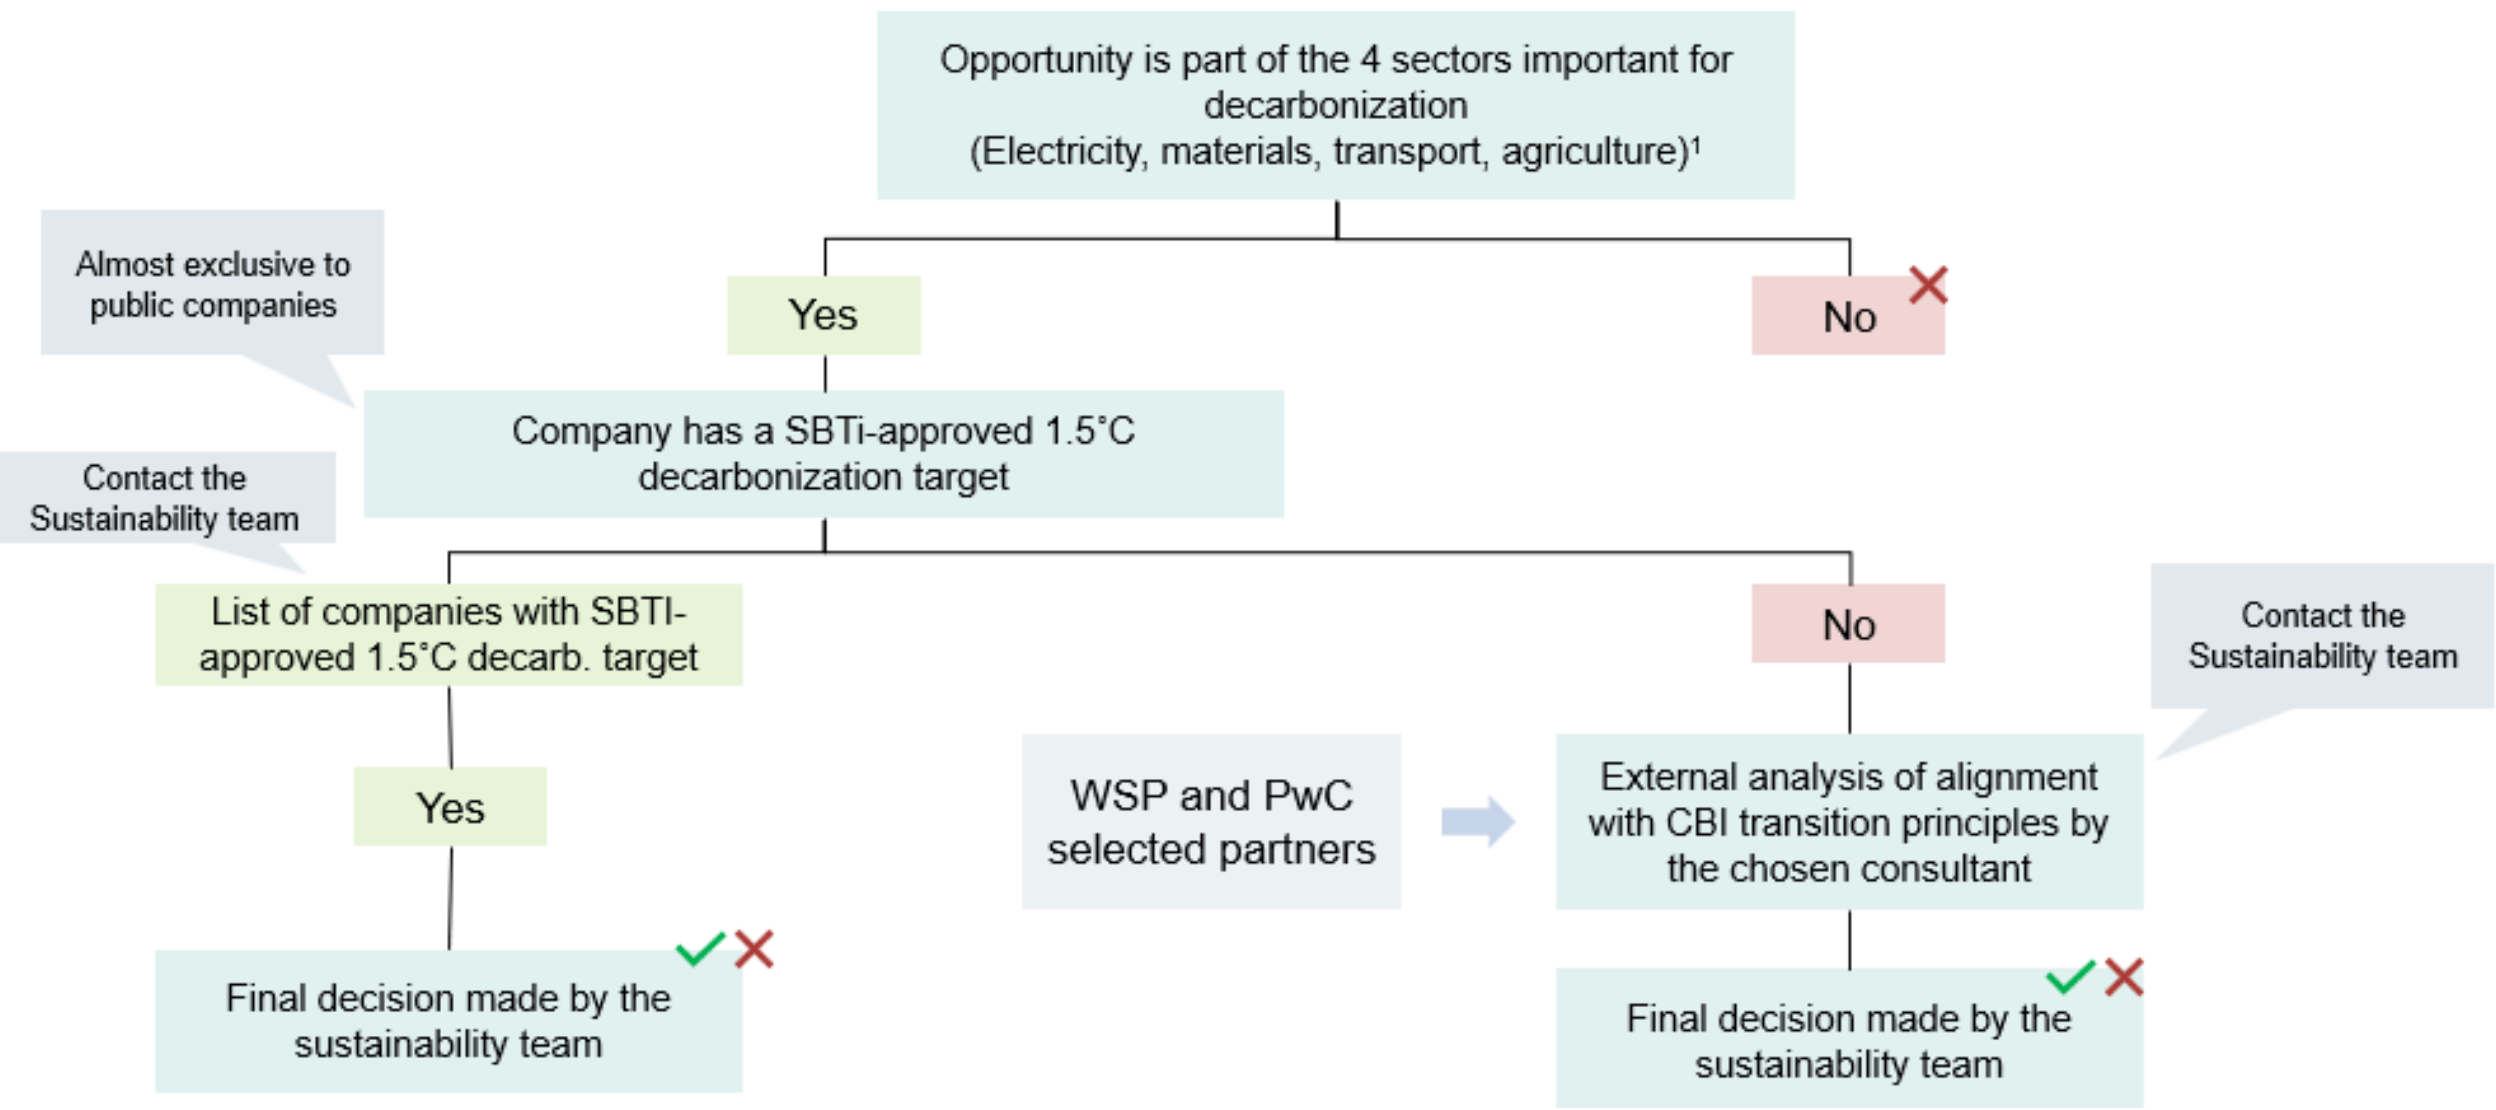 Opportunity is part of the 4 sectors important for
decarbonization
(Electricity, materials, transport, agriculture)¹
Almost exclusive to
public companies
Yes
No
Company has a SBTi-approved 1.5°C
decarbonization target
Contact the
Sustainability team
List of companies with SBTI-
approved 1.5°C decarb. target
No
Contact the
Sustainability team
Yes
WSP and PwC
selected partners
External analysis of alignment
with CBI transition principles by
the chosen consultant
Final decision made by the
sustainability team
Final decision made by the
sustainability team